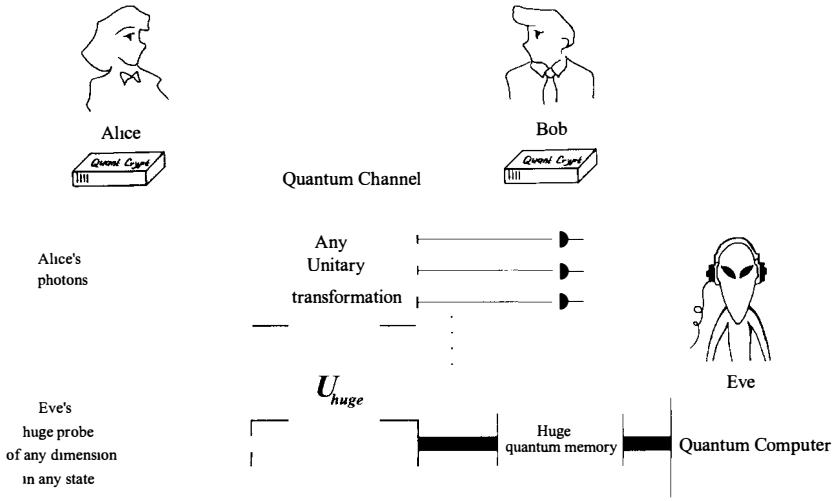 Alice
Bob
Quant Crypt
Quant Crypt
Quantum Channel
Alice's
photons
Any
Unitary
transformation
Eve
U huge
Eve's
huge probe
of any dimension
in any state
Huge
quantum memory
Quantum Computer